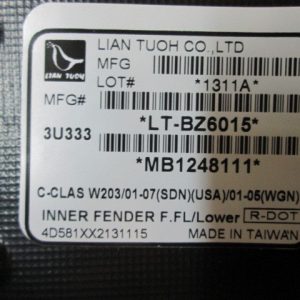 LIAN TUOH CO.,LTD
LIAN TUOH
MFG
LOT# *1311A*
MFG#
3U333 *LT-BZ6015*
*MB1248111*
C-CLAS W203/01-07(SDN)(USA)/01-05(WGN)
INNER FENDER F.FL/Lower R-DOT
4D581XX2131115 MADE IN TAIWAN